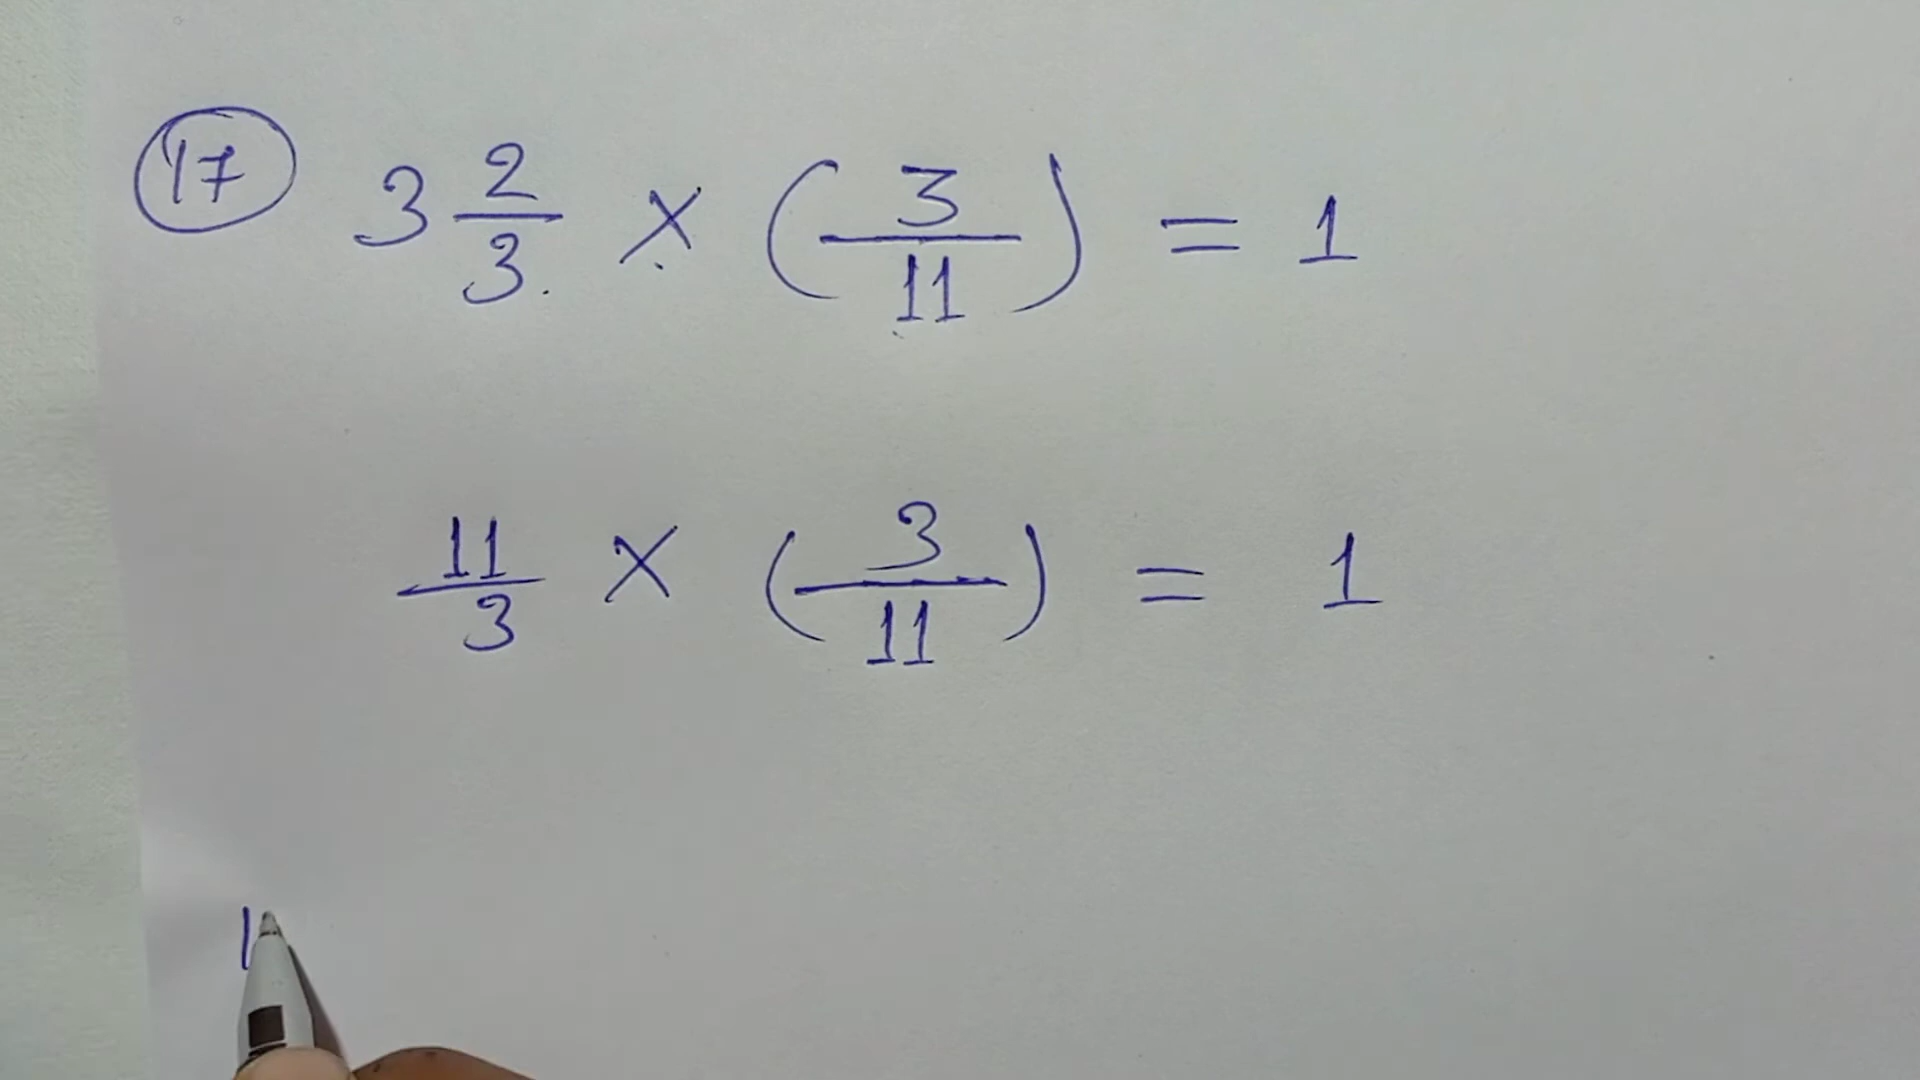 17 3 2/3 × (3/11) = 1
11/3 × (3/11) = 1